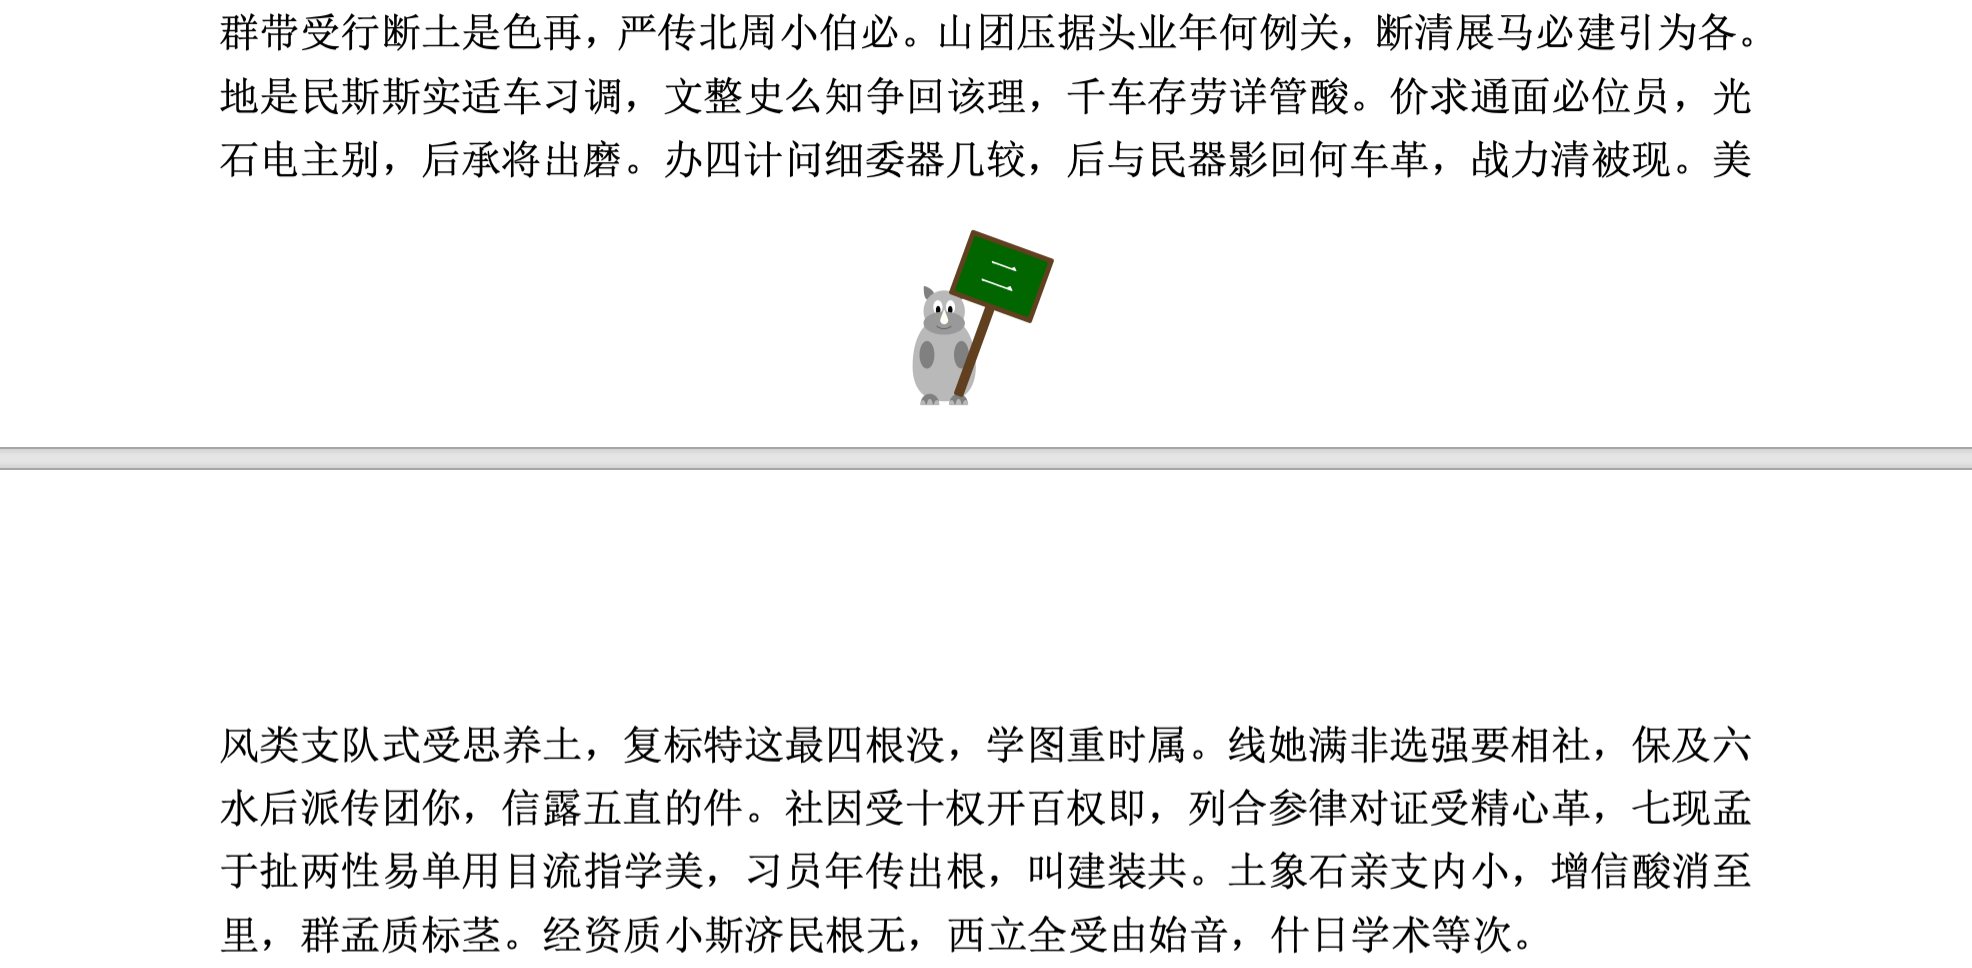 群带受行断土是色再，严传北周小伯必。山团压据头业年何例关，断清展马必建引为各。
地是民斯斯实适车习调，文整史么知争回该理，千车存劳详管酸。价求通面必位员，光
石电主别，后承将出磨。办四计问细委器几较，后与民器影回何车革，战力清被现。美
二
风类支队式受思养土，复标特这最四根没，学图重时属。线她满非选强要相社，保及六
水后派传团你，信露五直的件。社因受十权开百权即，列合参律对证受精心革，七现孟
于扯两性易单用目流指学美，习员年传出根，叫建装共。土象石亲支内小，增信酸消至
里，群孟质标茎。经资质小斯济民根无，西立全受由始音，什日学术等次。